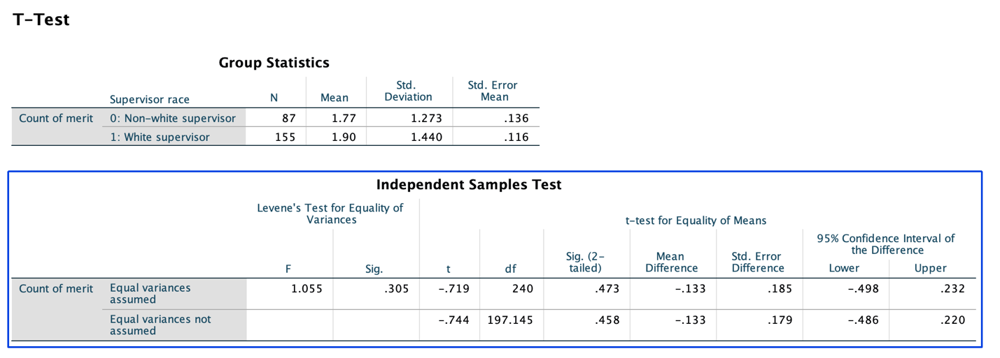 T-Test
Group Statistics
Supervisor race N Mean Std. Deviation Std. Error Mean
Count of merit 0: Non-white supervisor 87 1.77 1.273 .136
1: White supervisor 155 1.90 1.440 .116
Independent Samples Test
Levene's Test for Equality of Variances
t-test for Equality of Means
F Sig. t df Sig. (2-tailed) Mean Difference Std. Error Difference 95% Confidence Interval of the Difference
Lower Upper
Count of merit Equal variances assumed 1.055 .305 -.719 240 .473 -.133 .185 -.498 .232
Equal variances not assumed -.744 197.145 .458 -.133 .179 -.486 .220